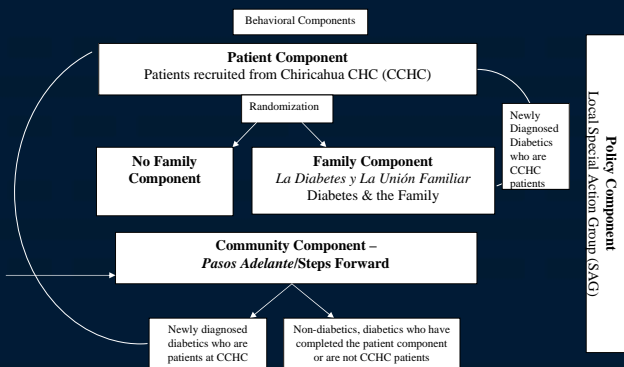 Behavioral Components
Patient Component
Patients recruited from Chiricahua CHC (CCHC)
Randomization
No Family
Component
Family Component
La Diabetes y La Unión Familiar
Diabetes & the Family
Newly
Diagnosed
Diabetics
who are
CCHC
patients
Policy Component
Local Special Action Group (SAG)
Community Component –
Pasos Adelante/Steps Forward
Newly diagnosed
diabetics who are
patients at CCHC
Non-diabetics, diabetics who have
completed the patient component
or are not CCHC patients